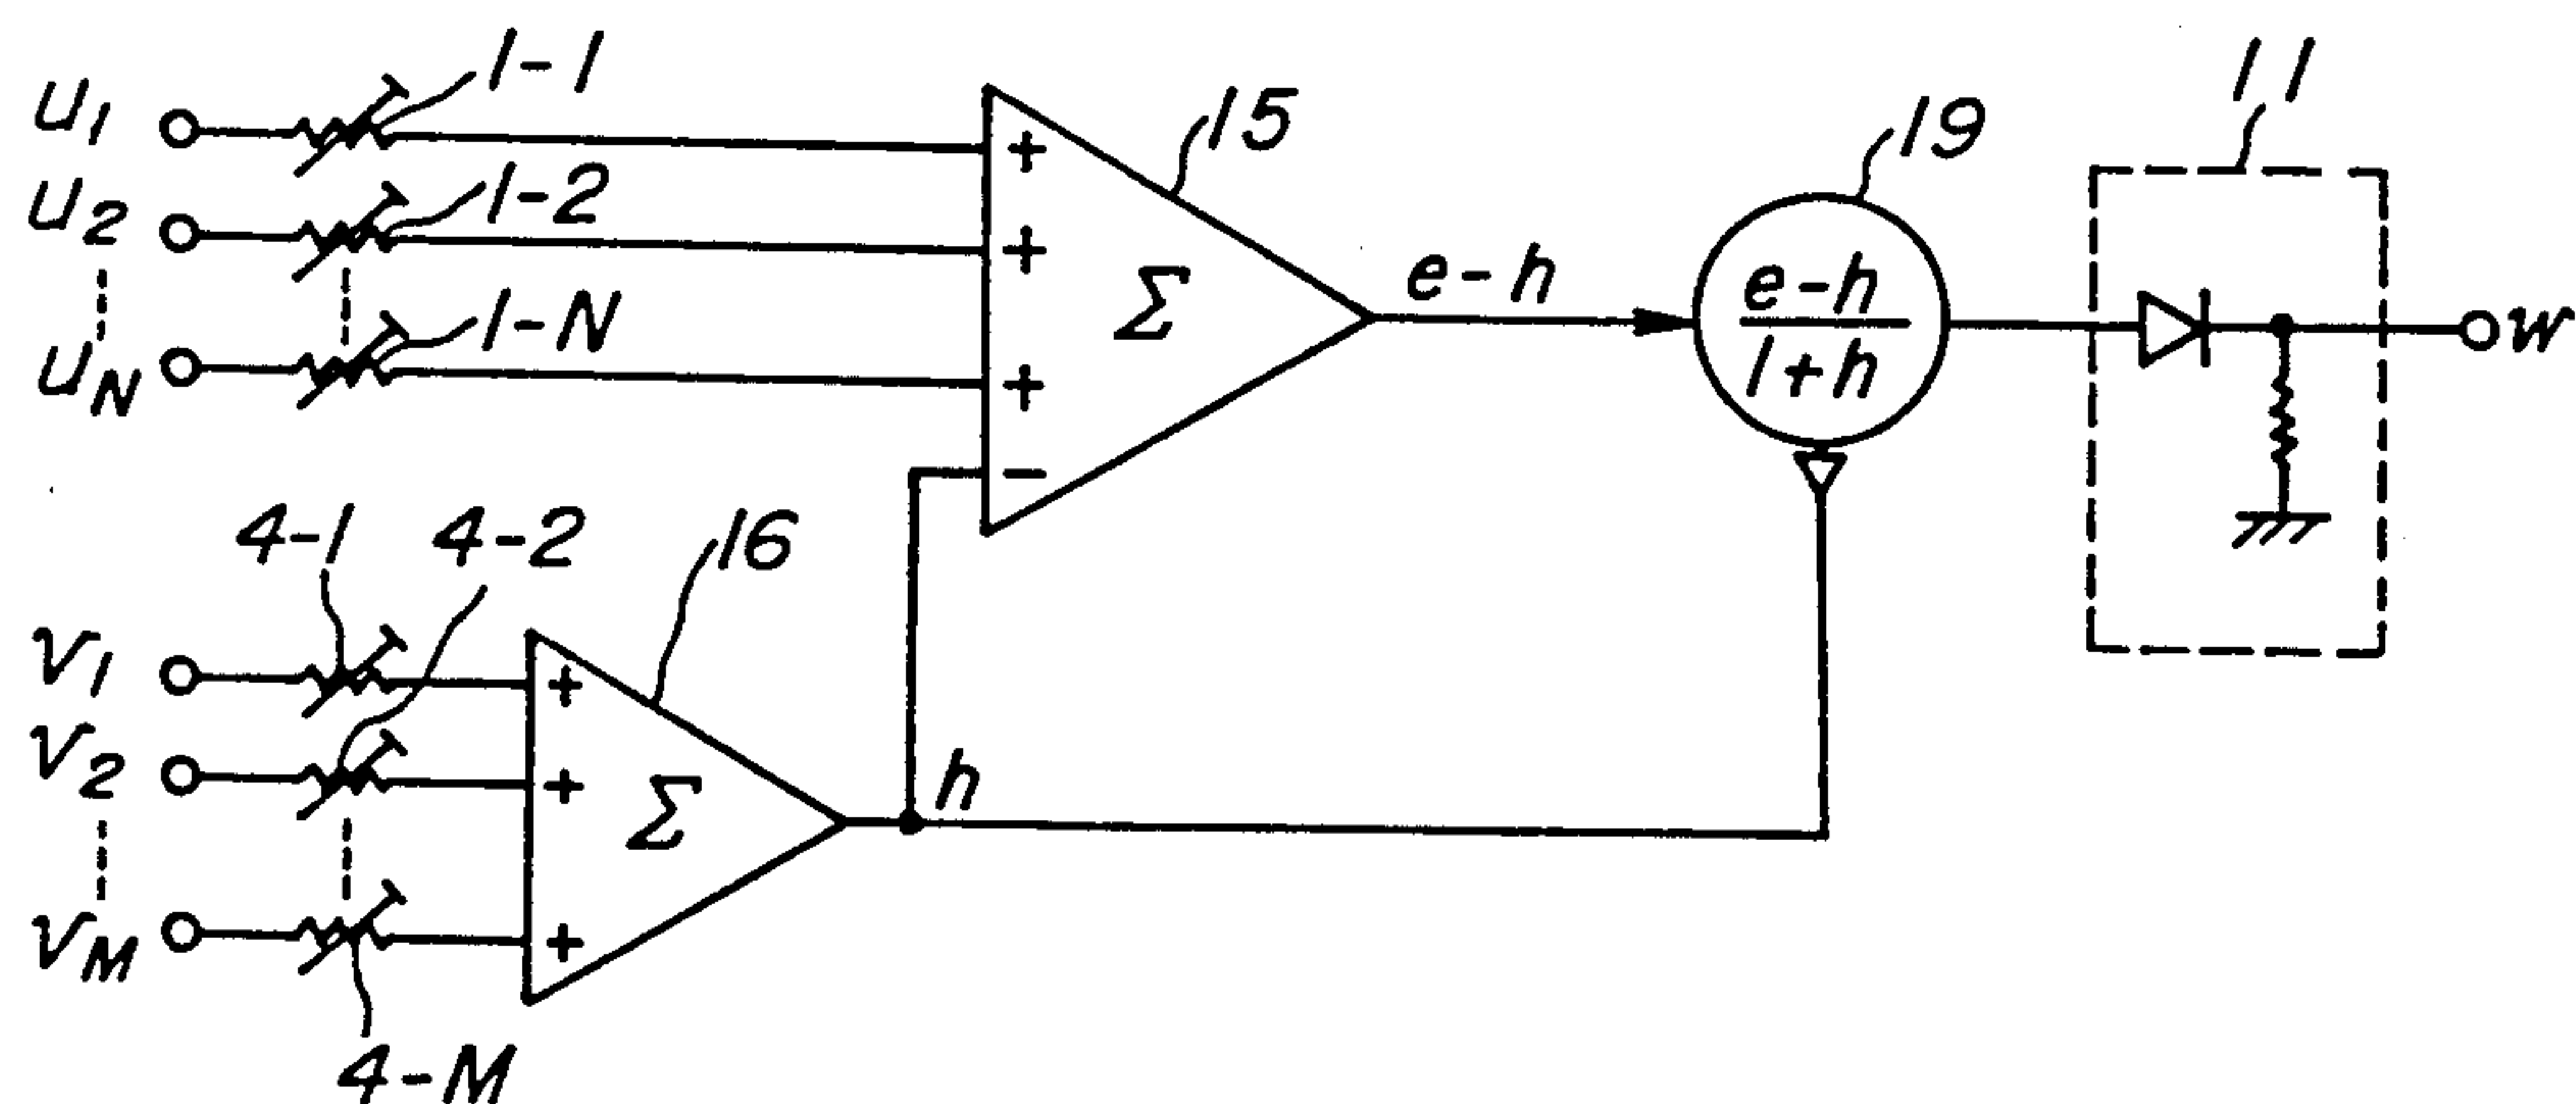 u1
u2
uN
1-1
1-2
1-N
+
+
+
-
Σ
15
e-h
19
e-h
1+h
11
w
v1
v2
vM
4-1
4-2
4-M
+
+
+
Σ
16
h